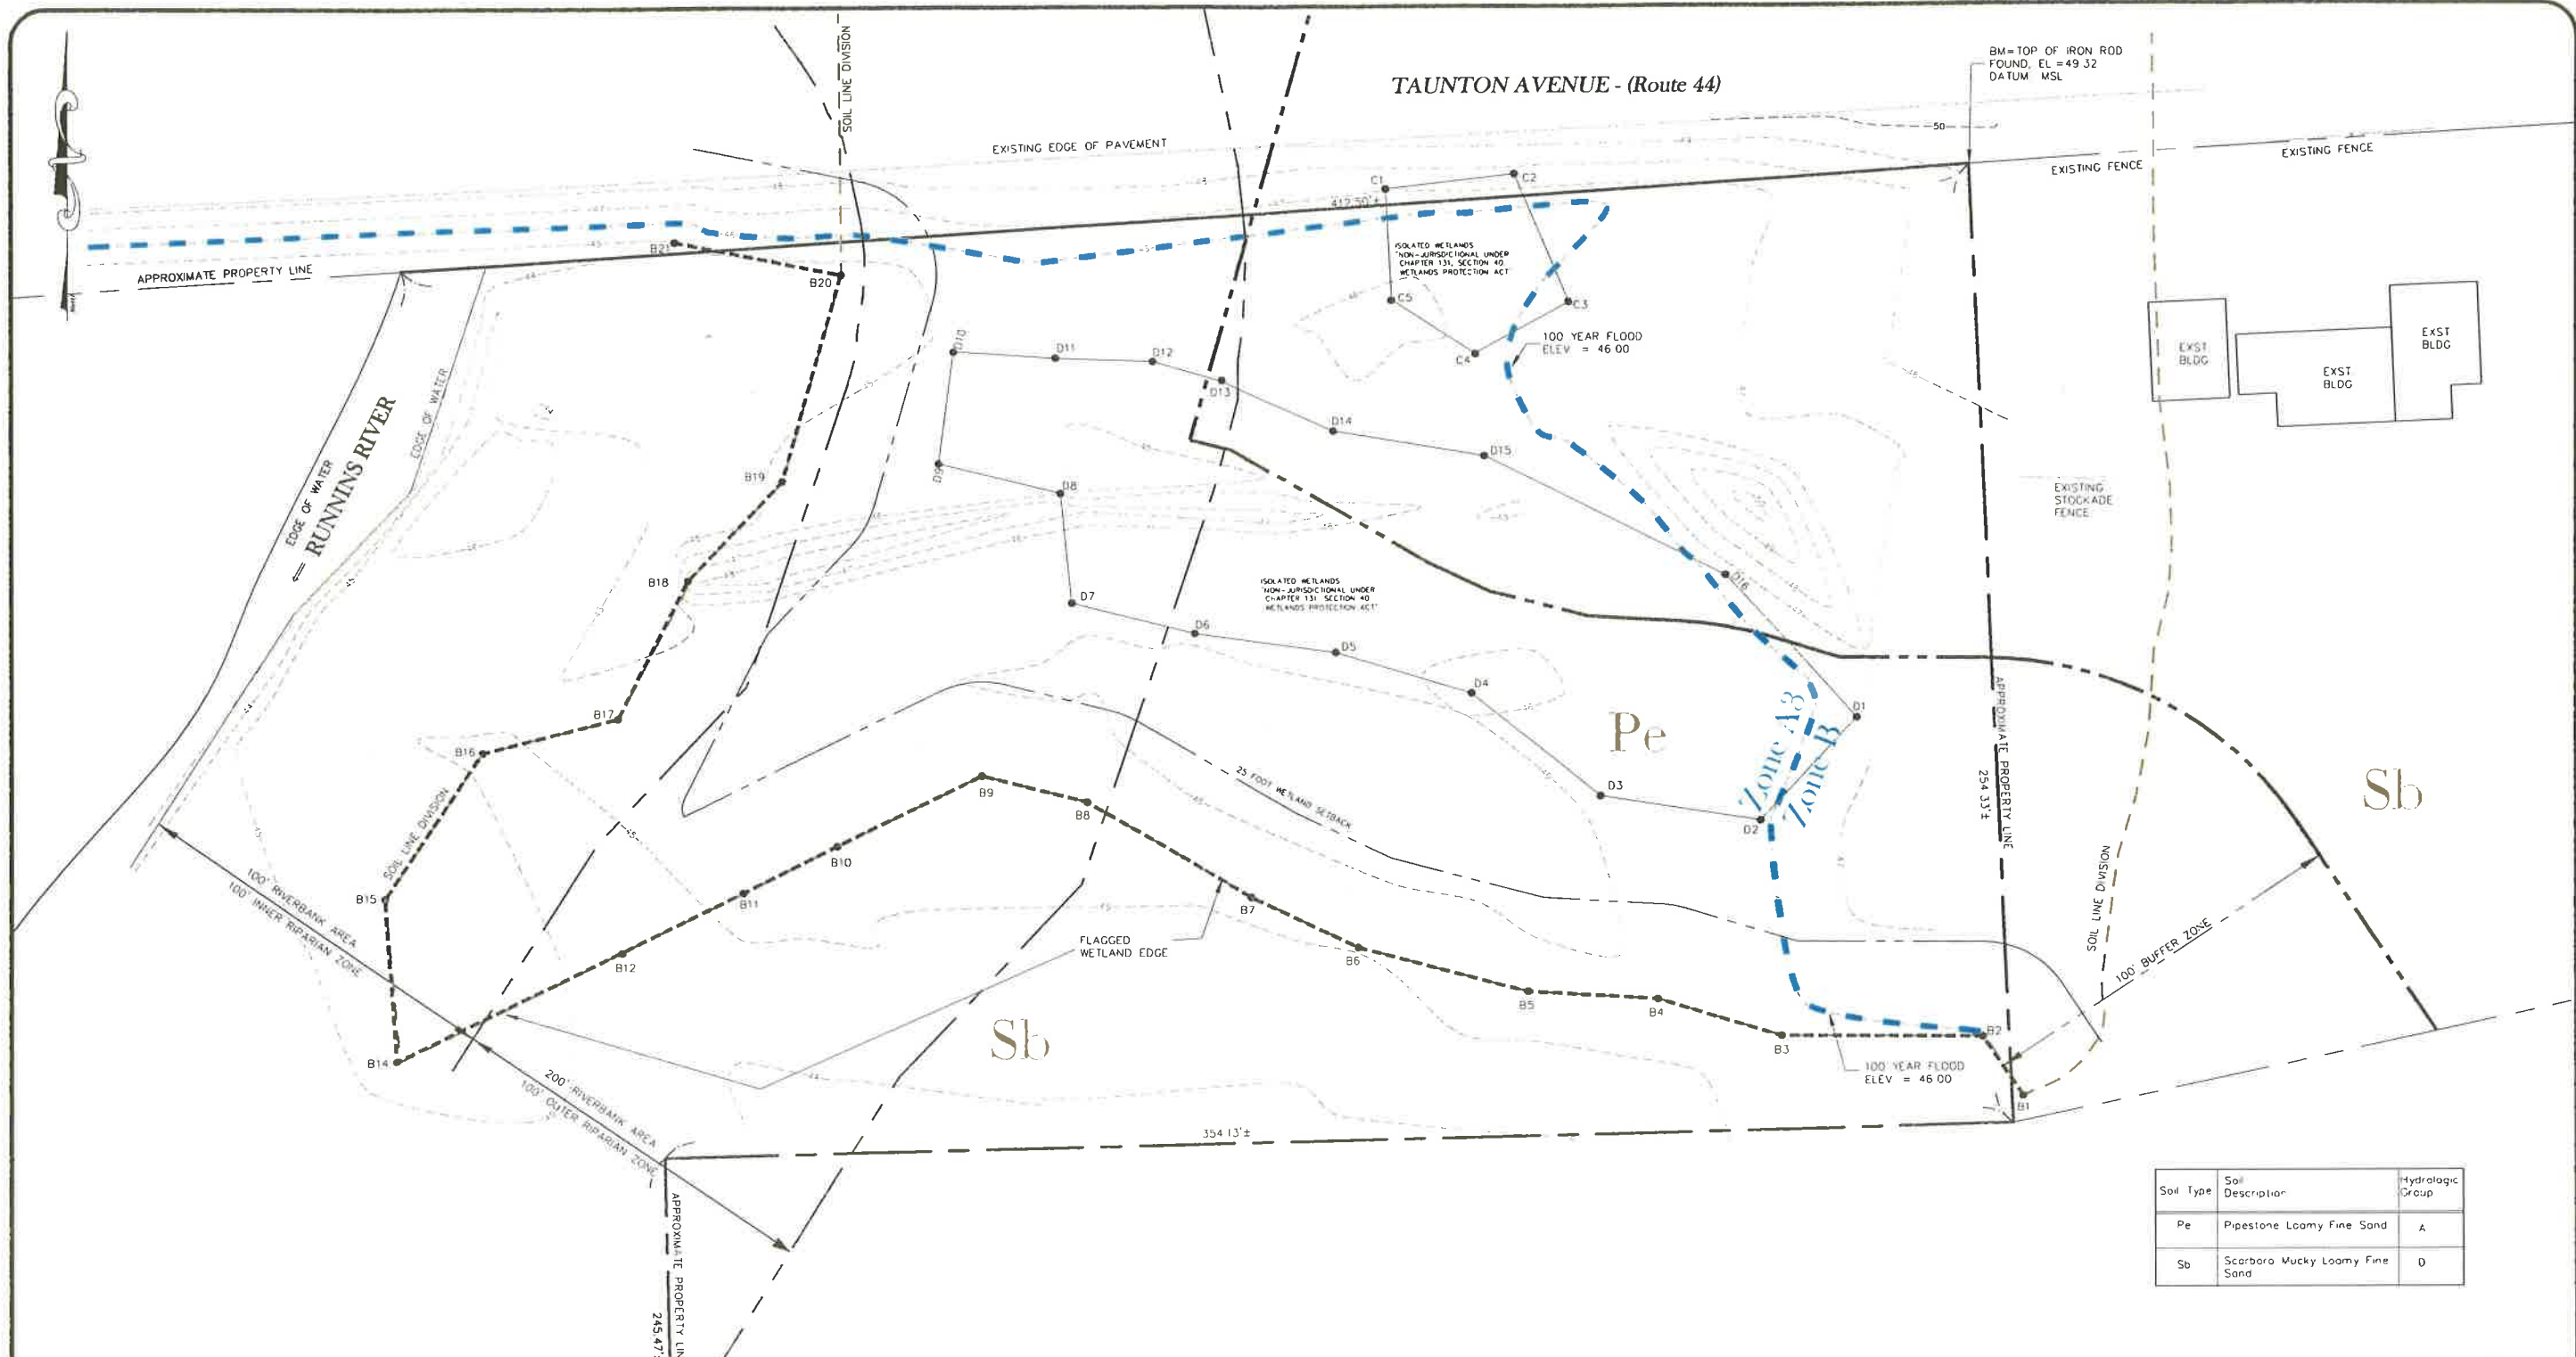 TAUNTON AVENUE - (Route 44)
BM=TOP OF IRON ROD
FOUND, EL =49 32
DATUM MSL
SOIL LINE DIVISION
EXISTING EDGE OF PAVEMENT
50
EXISTING FENCE
EXISTING FENCE
APPROXIMATE PROPERTY LINE
412.50'±
C1
C2
C3
C4
C5
ISOLATED WETLANDS
"NON-JURISDICTIONAL UNDER
CHAPTER 131, SECTION 40
WETLANDS PROTECTION ACT"
100 YEAR FLOOD
ELEV = 46 00
B21
B20
B19
B18
B17
B16
B15
B14
B12
B11
B10
B9
B8
B7
B6
B5
B4
B3
B2
B1
D10
D11
D12
D13
D14
D15
D16
D9
D8
D7
D6
D5
D4
D3
D2
D1
EDGE OF WATER
RUNNINS RIVER
EDGE OF WATER
EXST
BLDG
EXST
BLDG
EXST
BLDG
EXISTING
STOCKADE
FENCE
ISOLATED WETLANDS
"NON-JURISDICTIONAL UNDER
CHAPTER 131 SECTION 40
WETLANDS PROTECTION ACT"
Pe
Zone A3
Zone B
Sb
APPROXIMATE PROPERTY LINE
254 33'±
25 FOOT WETLAND SETBACK
SOIL LINE DIVISION
SOIL LINE DIVISION
100' BUFFER ZONE
100' RIVERBANK AREA
100' INNER RIPARIAN ZONE
FLAGGED
WETLAND EDGE
Sb
100 YEAR FLOOD
ELEV = 46 00
200' RIVERBANK AREA
100' OUTER RIPARIAN ZONE
354 13'±
APPROXIMATE PROPERTY LIN
245.47'
Soil Type
Soil
Description
Hydrologic
Group
Pe
Pipestone Loamy Fine Sand
A
Sb
Scarboro Mucky Loamy Fine
Sand
D